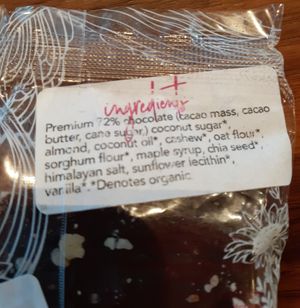 ingredients
Premium 72% chocolate (cacao mass, cacao
butter, cane sugar) coconut sugar*,
almond, coconut oil*, cashew*, oat flour*,
sorghum flour*, maple syrup, chia seed*,
himalayan salt, sunflower lecithin*,
vanilla*. *Denotes organic